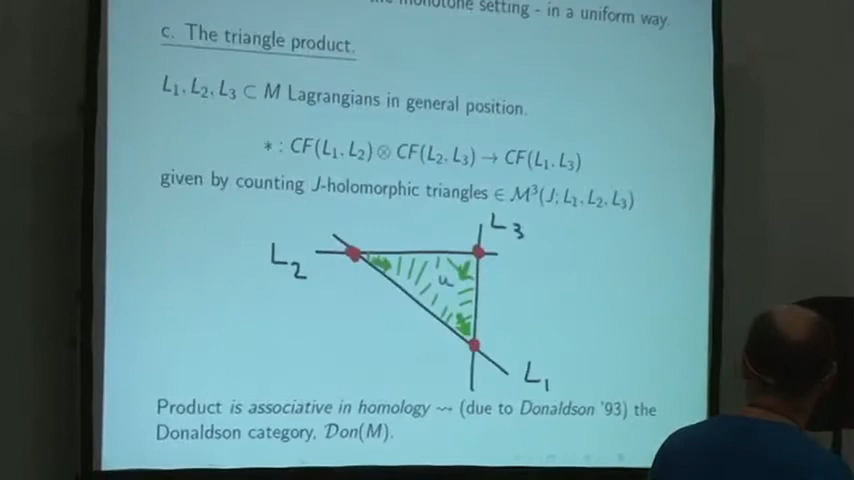 monotone setting - in a uniform way.
c. The triangle product.
L₁, L₂, L₃ ⊂ M Lagrangians in general position.
* : CF(L₁, L₂) ⊗ CF(L₂, L₃) → CF(L₁, L₃)
given by counting J-holomorphic triangles ∈ ℳ³(J; L₁, L₂, L₃)
L₃
L₂
u
L₁
Product is associative in homology ⇝ (due to Donaldson '93) the
Donaldson category, Don(M).